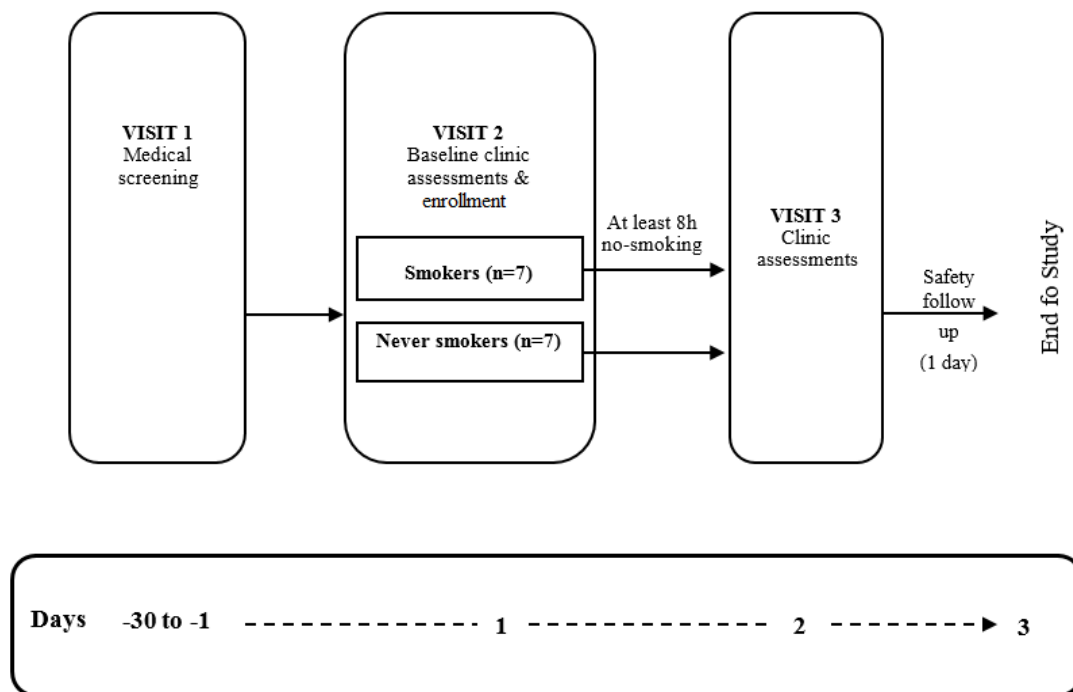 VISIT 1
Medical
screening
VISIT 2
Baseline clinic
assessments &
enrollment
Smokers (n=7)
Never smokers (n=7)
At least 8h
no-smoking
VISIT 3
Clinic
assessments
Safety
follow
up
(1 day)
End fo Study
Days -30 to -1 1 2 3